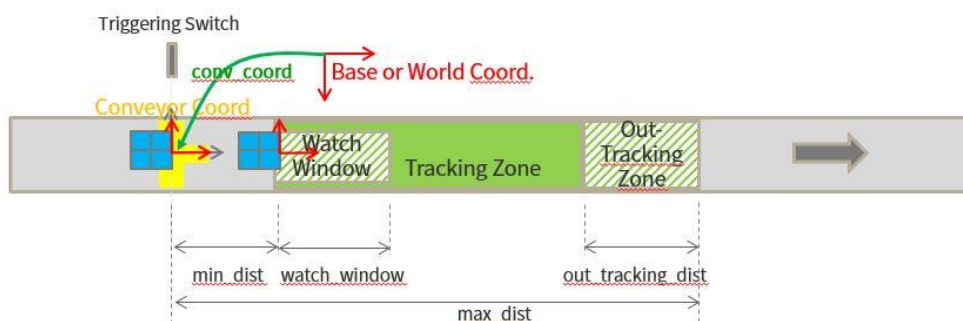 Triggering Switch
conv_coord
Base or World Coord.
Conveyor Coord
Watch
Window
Tracking Zone
Out-
Tracking
Zone
min_dist
watch_window
out_tracking_dist
max_dist